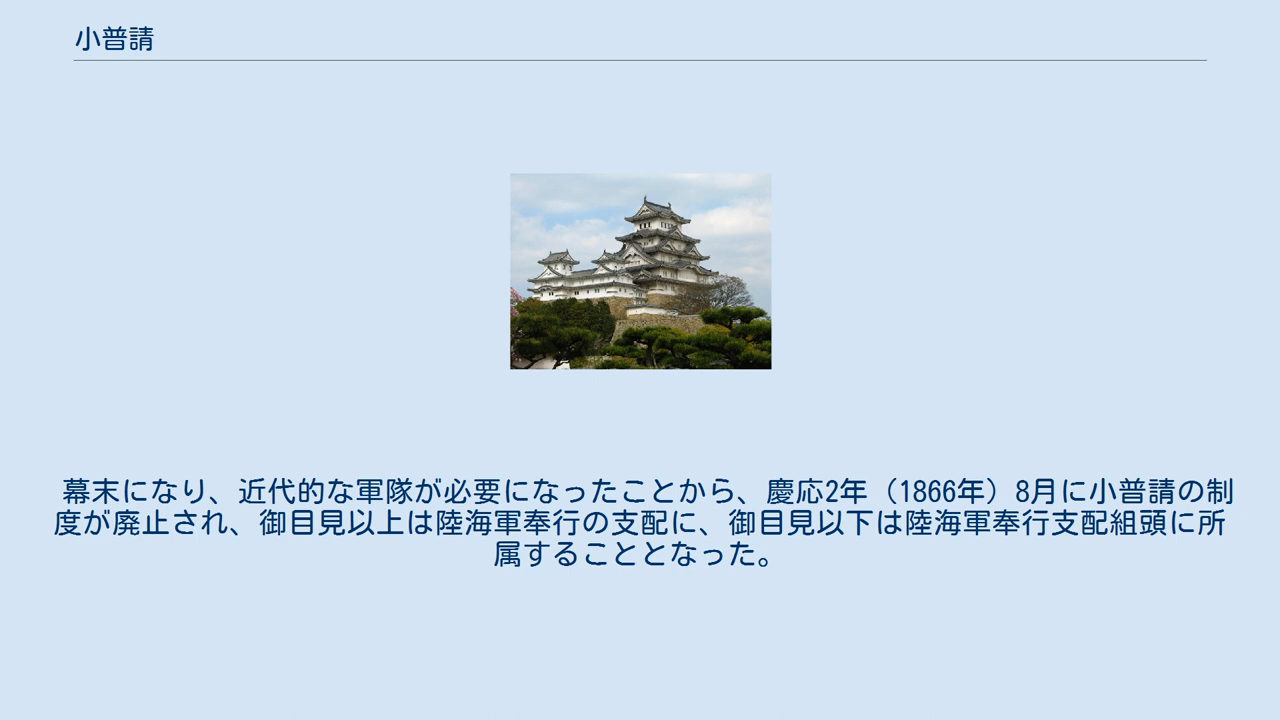 小普請
幕末になり、近代的な軍隊が必要になったことから、慶応2年（1866年）8月に小普請の制
度が廃止され、御目見以上は陸海軍奉行の支配に、御目見以下は陸海軍奉行支配組頭に所
属することとなった。